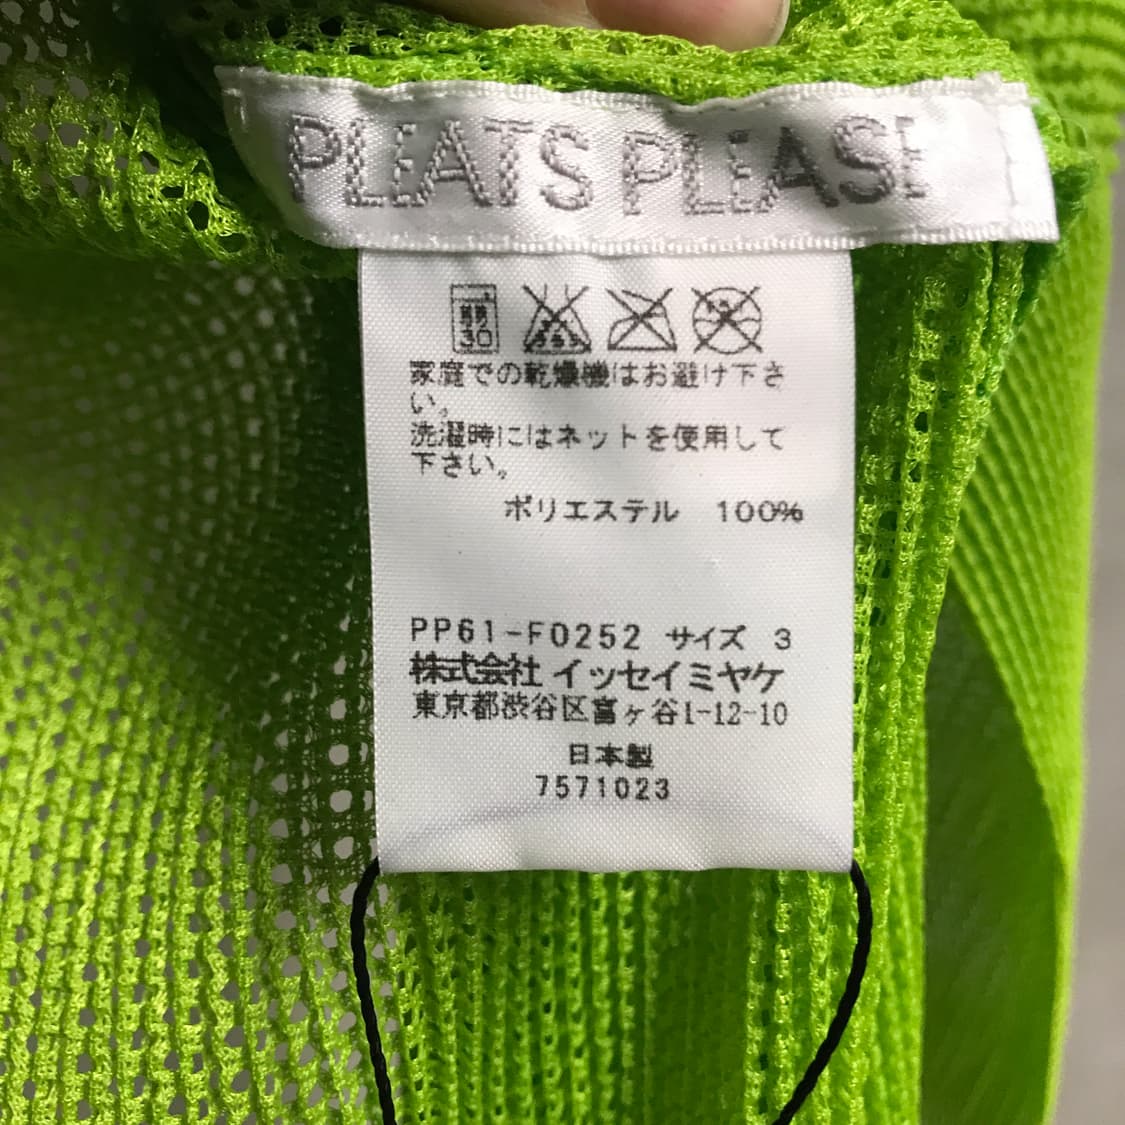 PLEATS PLEASE
30
家庭での乾燥機はお避け下さ
い。
洗濯時にはネットを使用して
下さい。
ポリエステル 100%
PP61-F0252 サイズ 3
株式会社 イッセイミヤケ
東京都渋谷区富ヶ谷1-12-10
日本製
7571023